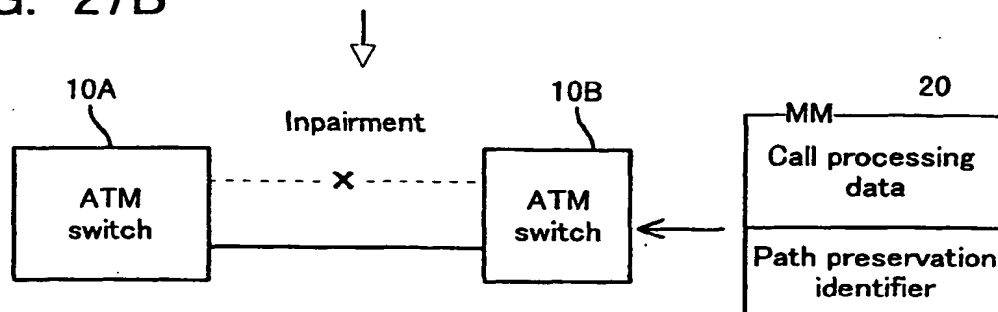 G. 27B
10A
Inpairment
10B
20
MM
ATM
switch
×
ATM
switch
Call processing
data
Path preservation
identifier